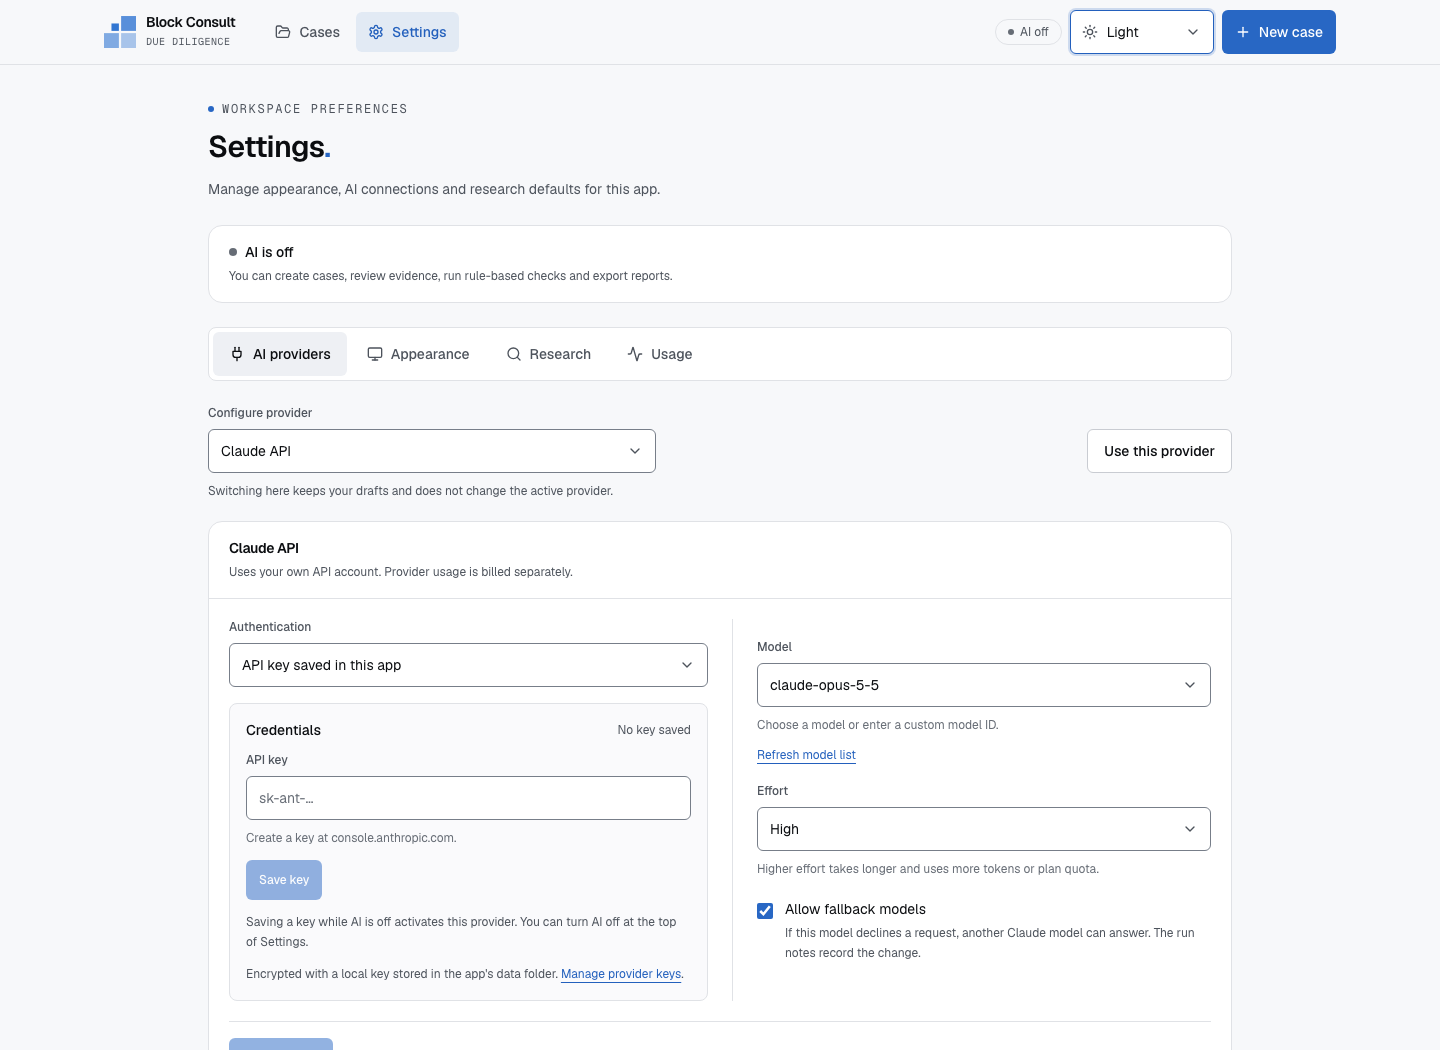 Block Consult
DUE DILIGENCE
Cases
Settings
AI off
Light
New case
WORKSPACE PREFERENCES
Settings.
Manage appearance, AI connections and research defaults for this app.
AI is off
You can create cases, review evidence, run rule-based checks and export reports.
AI providers
Appearance
Research
Usage
Configure provider
Claude API
Use this provider
Switching here keeps your drafts and does not change the active provider.
Claude API
Uses your own API account. Provider usage is billed separately.
Authentication
API key saved in this app
Credentials
No key saved
API key
sk-ant-…
Create a key at console.anthropic.com.
Save key
Saving a key while AI is off activates this provider. You can turn AI off at the top
of Settings.
Encrypted with a local key stored in the app's data folder. Manage provider keys.
Model
claude-opus-5-5
Choose a model or enter a custom model ID.
Refresh model list
Effort
High
Higher effort takes longer and uses more tokens or plan quota.
Allow fallback models
If this model declines a request, another Claude model can answer. The run
notes record the change.